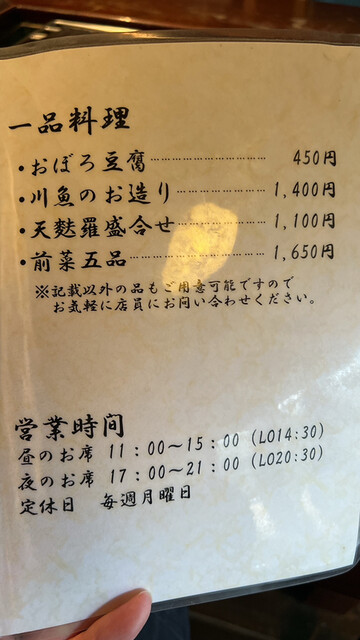 一品料理
・おぼろ豆腐………………………… 450円
・川魚のお造り…………………… 1,400円
・天麩羅盛合せ…………………… 1,100円
・前菜五品………………………… 1,650円
※記載以外の品もご用意可能ですので
お気軽に店員にお問い合わせください。
営業時間
昼のお席 11：00〜15：00（LO14:30）
夜のお席 17：00〜21：00（LO20:30）
定休日 毎週月曜日